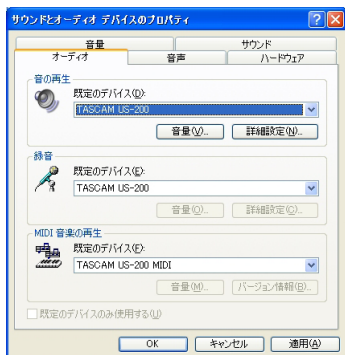 サウンドとオーディオ デバイスのプロパティ
音量 サウンド
オーディオ 音声 ハードウェア
音の再生
既定のデバイス(D):
TASCAM US-200
音量(V)... 詳細設定(N)...
録音
既定のデバイス(E):
TASCAM US-200
音量(O)... 詳細設定(C)...
MIDI 音楽の再生
既定のデバイス(F):
TASCAM US-200 MIDI
音量(M)... バージョン情報(B)...
既定のデバイスのみ使用する(U)
OK キャンセル 適用(A)